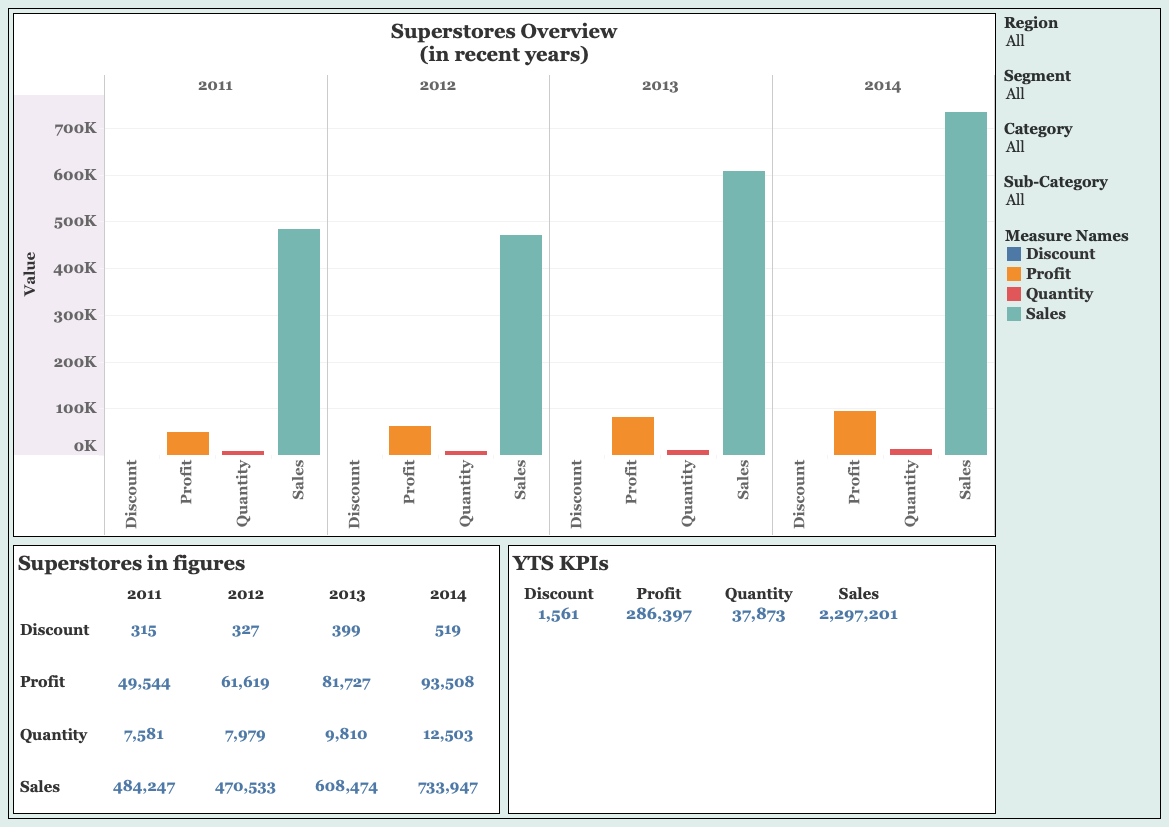 Superstores Overview
(in recent years)
2011 2012 2013 2014
Value
700K
600K
500K
400K
300K
200K
100K
0K
Discount Profit Quantity Sales Discount Profit Quantity Sales Discount Profit Quantity Sales Discount Profit Quantity Sales
Region
All
Segment
All
Category
All
Sub-Category
All
Measure Names
Discount
Profit
Quantity
Sales
Superstores in figures
2011 2012 2013 2014
Discount 315 327 399 519
Profit 49,544 61,619 81,727 93,508
Quantity 7,581 7,979 9,810 12,503
Sales 484,247 470,533 608,474 733,947
YTS KPIs
Discount Profit Quantity Sales
1,561 286,397 37,873 2,297,201